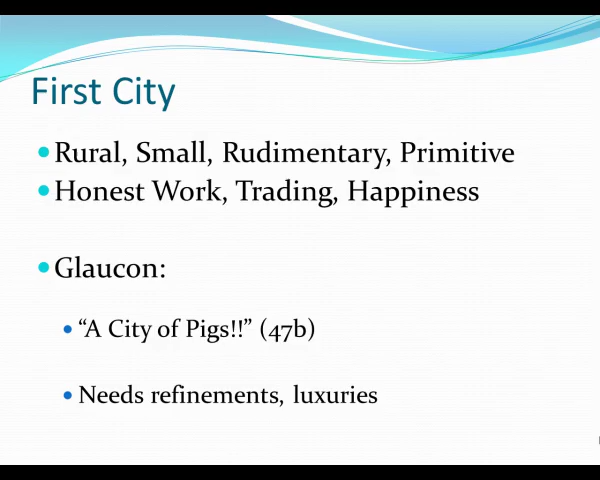 First City
Rural, Small, Rudimentary, Primitive
Honest Work, Trading, Happiness
Glaucon:
“A City of Pigs!!” (47b)
Needs refinements, luxuries